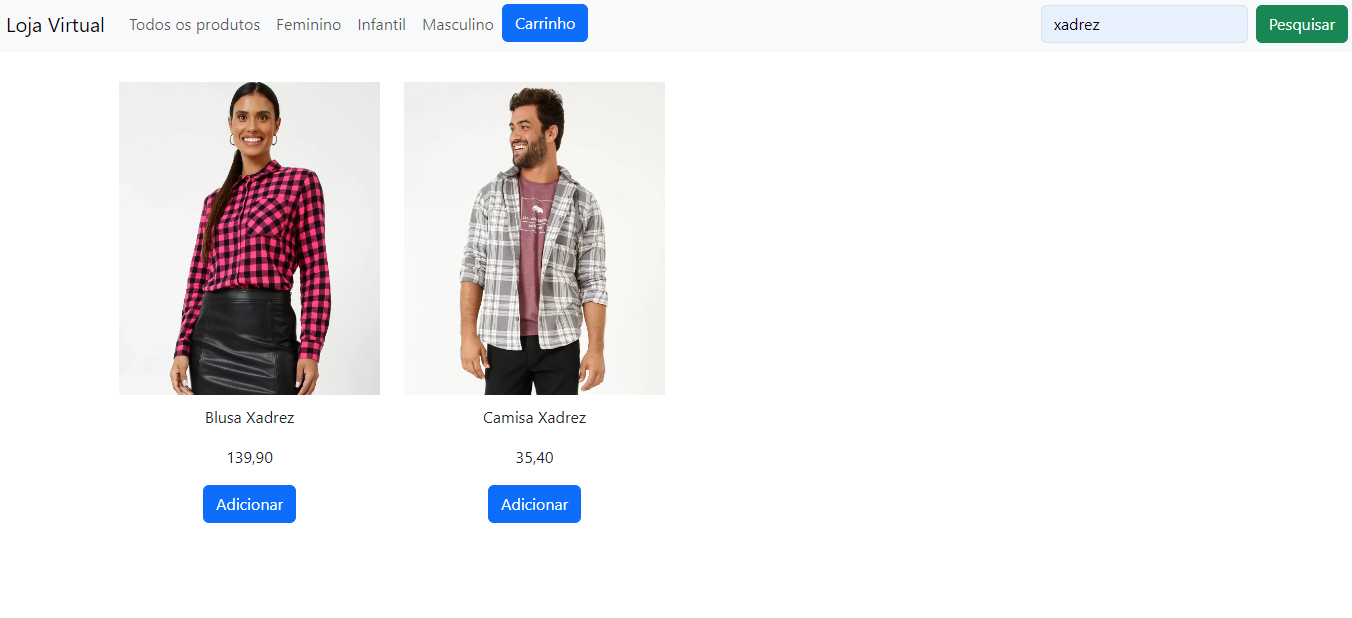 Loja Virtual Todos os produtos Feminino Infantil Masculino Carrinho xadrez Pesquisar
Blusa Xadrez Camisa Xadrez
139,90 35,40
Adicionar Adicionar